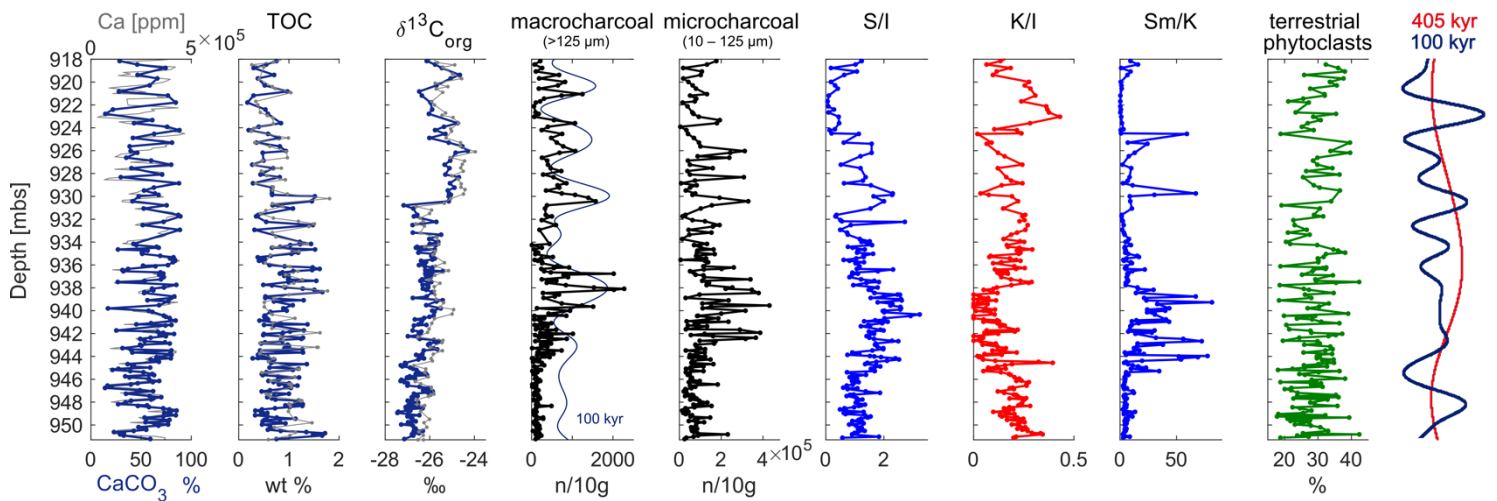 Ca [ppm] TOC δ13Corg macrocharcoal microcharcoal S/I K/I Sm/K terrestrial 405 kyr
(>125 µm) (10 – 125 µm) phytoclasts 100 kyr
0 5 ×10^5
918
920
922
924
926
928
930
932
934
936
938
940
942
944
946
948
950
Depth [mbs]
100 kyr
0 50 100 0 1 2 -28 -26 -24 0 1000 2000 0 2 4 ×10^5 0 2 0 0.5 0 50 20 30 40
CaCO3 % wt % ‰ n/10g n/10g %